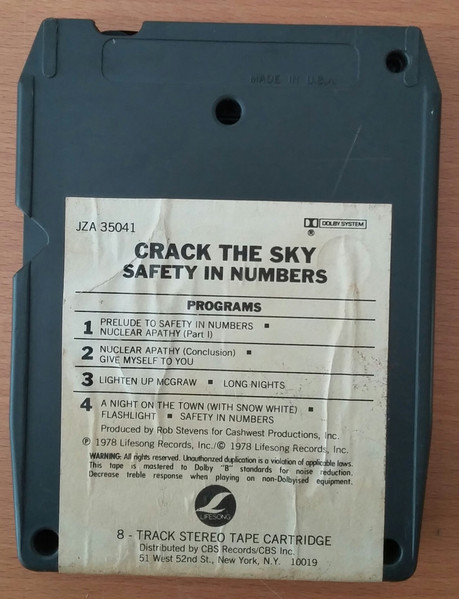 MADE IN U.S.A.
JZA 35041
DOLBY SYSTEM
®
CRACK THE SKY
SAFETY IN NUMBERS
PROGRAMS
1 PRELUDE TO SAFETY IN NUMBERS ■
NUCLEAR APATHY (Part I)
2 NUCLEAR APATHY (Conclusion) ■
GIVE MYSELF TO YOU
3 LIGHTEN UP MCGRAW ■ LONG NIGHTS
4 A NIGHT ON THE TOWN (WITH SNOW WHITE) ■
FLASHLIGHT ■ SAFETY IN NUMBERS
Produced by Rob Stevens for Cashwest Productions, Inc.
℗ 1978 Lifesong Records, Inc./© 1978 Lifesong Records, Inc.
WARNING: All rights reserved. Unauthorized duplication is a violation of applicable laws.
This tape is mastered to Dolby "B" standards for noise reduction.
Decrease treble response when playing on non-Dolbyised equipment.
LIFESONG
8 - TRACK STEREO TAPE CARTRIDGE
Distributed by CBS Records/CBS Inc.
51 West 52nd St., New York, N.Y. 10019